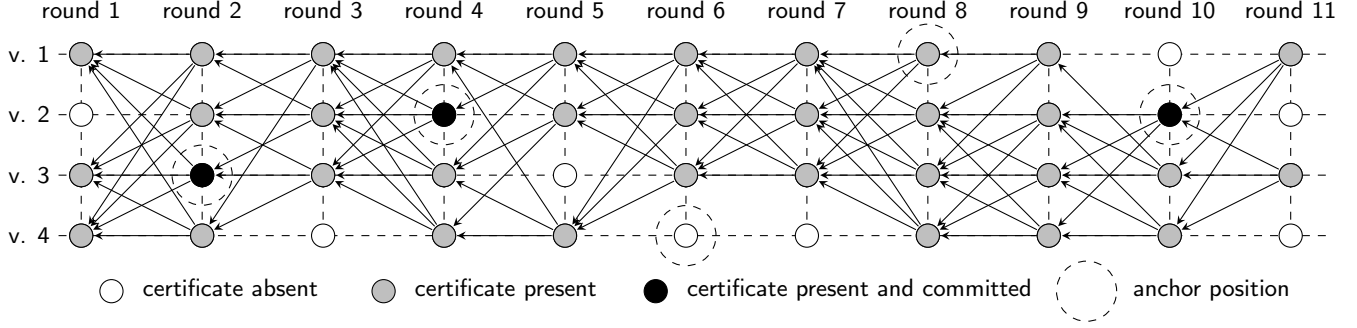 round 1 round 2 round 3 round 4 round 5 round 6 round 7 round 8 round 9 round 10 round 11
v. 1
v. 2
v. 3
v. 4
certificate absent certificate present certificate present and committed anchor position